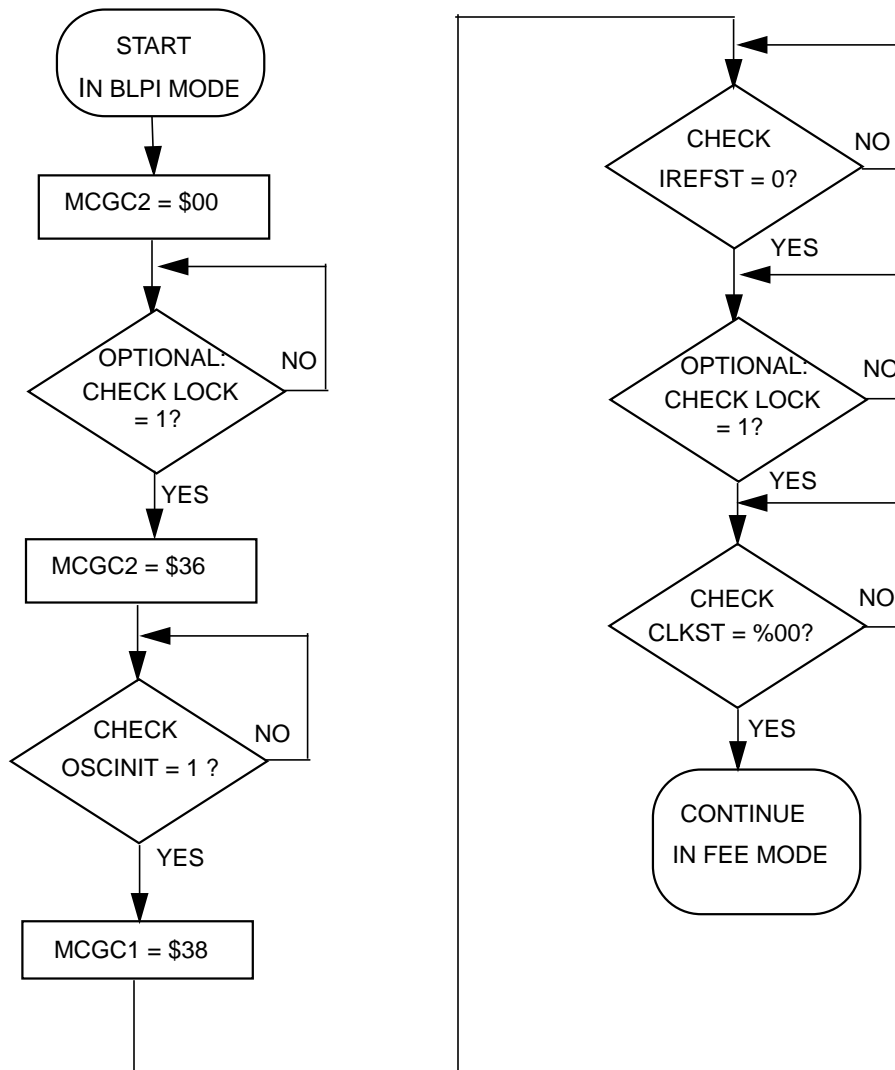 START
IN BLPI MODE
MCGC2 = $00
OPTIONAL:
CHECK LOCK
= 1?
NO
YES
MCGC2 = $36
CHECK
OSCINIT = 1 ?
NO
YES
MCGC1 = $38
CHECK
IREFST = 0?
NO
YES
OPTIONAL:
CHECK LOCK
= 1?
NO
YES
CHECK
CLKST = %00?
NO
YES
CONTINUE
IN FEE MODE